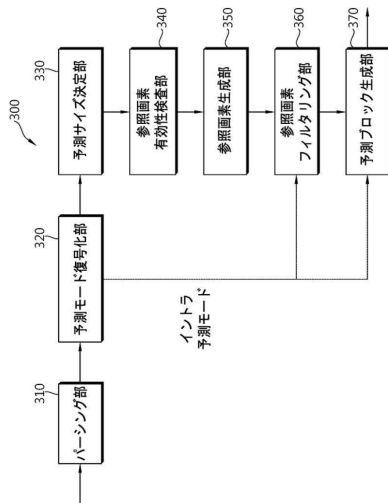 300
310
パーシング部
320
予測モード復号化部
イントラ
予測モード
330
予測サイズ決定部
340
参照画素
有効性検査部
350
参照画素生成部
360
参照画素
フィルタリング部
370
予測ブロック生成部